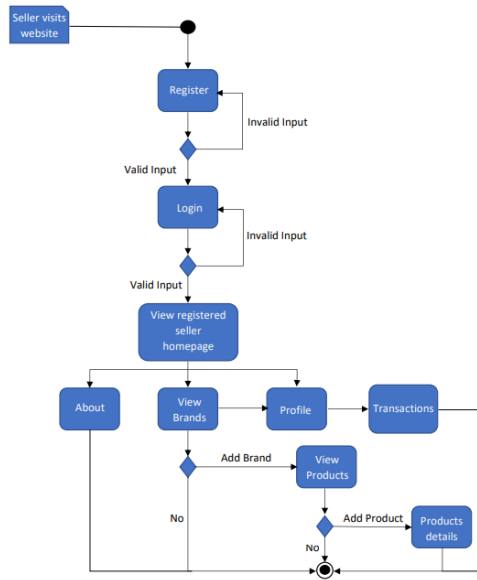 Seller visits
website
Register
Invalid Input
Valid Input
Login
Invalid Input
Valid Input
View registered
seller
homepage
About
View
Brands
Profile
Transactions
Add Brand
View
Products
No
Add Product
Products
details
No